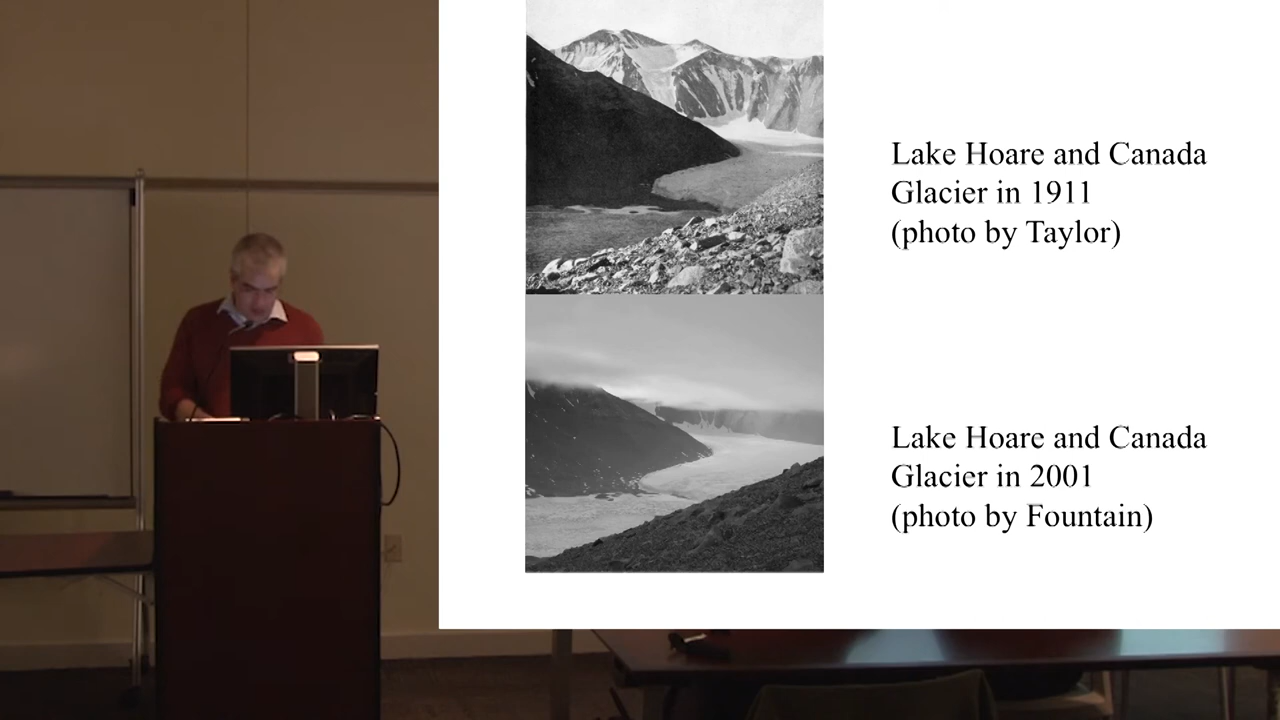 Lake Hoare and Canada
Glacier in 1911
(photo by Taylor)
Lake Hoare and Canada
Glacier in 2001
(photo by Fountain)